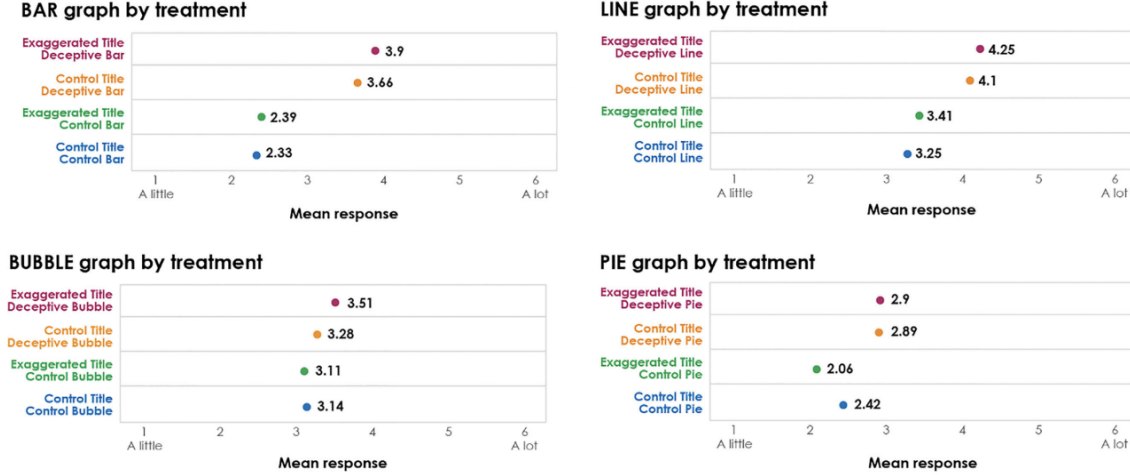 BAR graph by treatment
Exaggerated Title
Deceptive Bar
3.9
Control Title
Deceptive Bar
3.66
Exaggerated Title
Control Bar
2.39
Control Title
Control Bar
2.33
1 2 3 4 5 6
A little A lot
Mean response
LINE graph by treatment
Exaggerated Title
Deceptive Line
4.25
Control Title
Deceptive Line
4.1
Exaggerated Title
Control Line
3.41
Control Title
Control Line
3.25
1 2 3 4 5 6
A little A lot
Mean response
BUBBLE graph by treatment
Exaggerated Title
Deceptive Bubble
3.51
Control Title
Deceptive Bubble
3.28
Exaggerated Title
Control Bubble
3.11
Control Title
Control Bubble
3.14
1 2 3 4 5 6
A little A lot
Mean response
PIE graph by treatment
Exaggerated Title
Deceptive Pie
2.9
Control Title
Deceptive Pie
2.89
Exaggerated Title
Control Pie
2.06
Control Title
Control Pie
2.42
1 2 3 4 5 6
A little A lot
Mean response